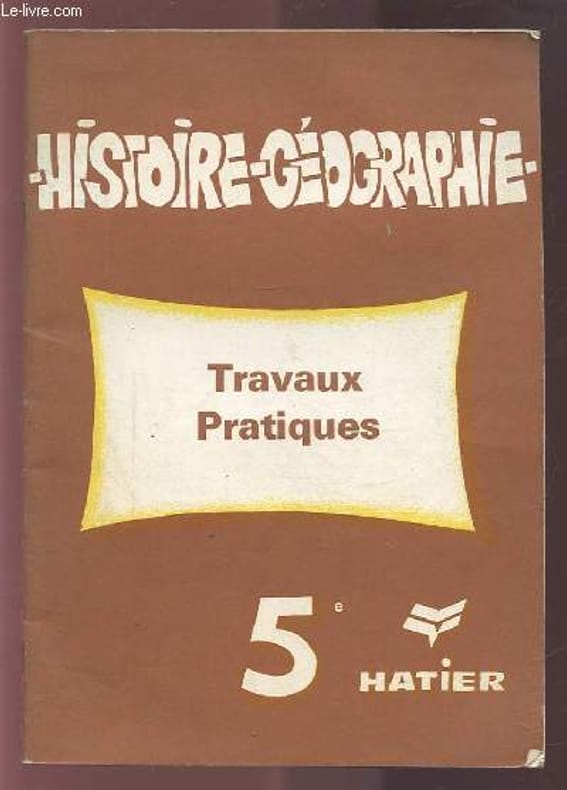 Le-livre.com
-HISTOIRE-GÉOGRAPHIE-
Travaux
Pratiques
5e
HATiER